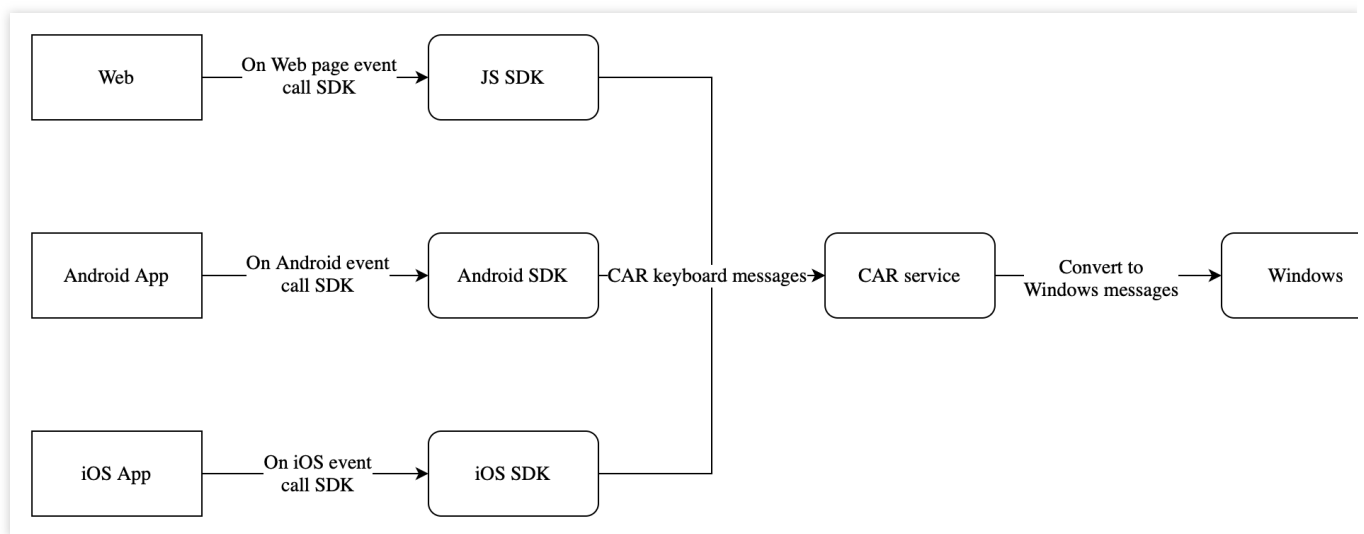 Web
On Web page event
call SDK
JS SDK
Android App
On Android event
call SDK
Android SDK
CAR keyboard messages
CAR service
Convert to
Windows messages
Windows
iOS App
On iOS event
call SDK
iOS SDK